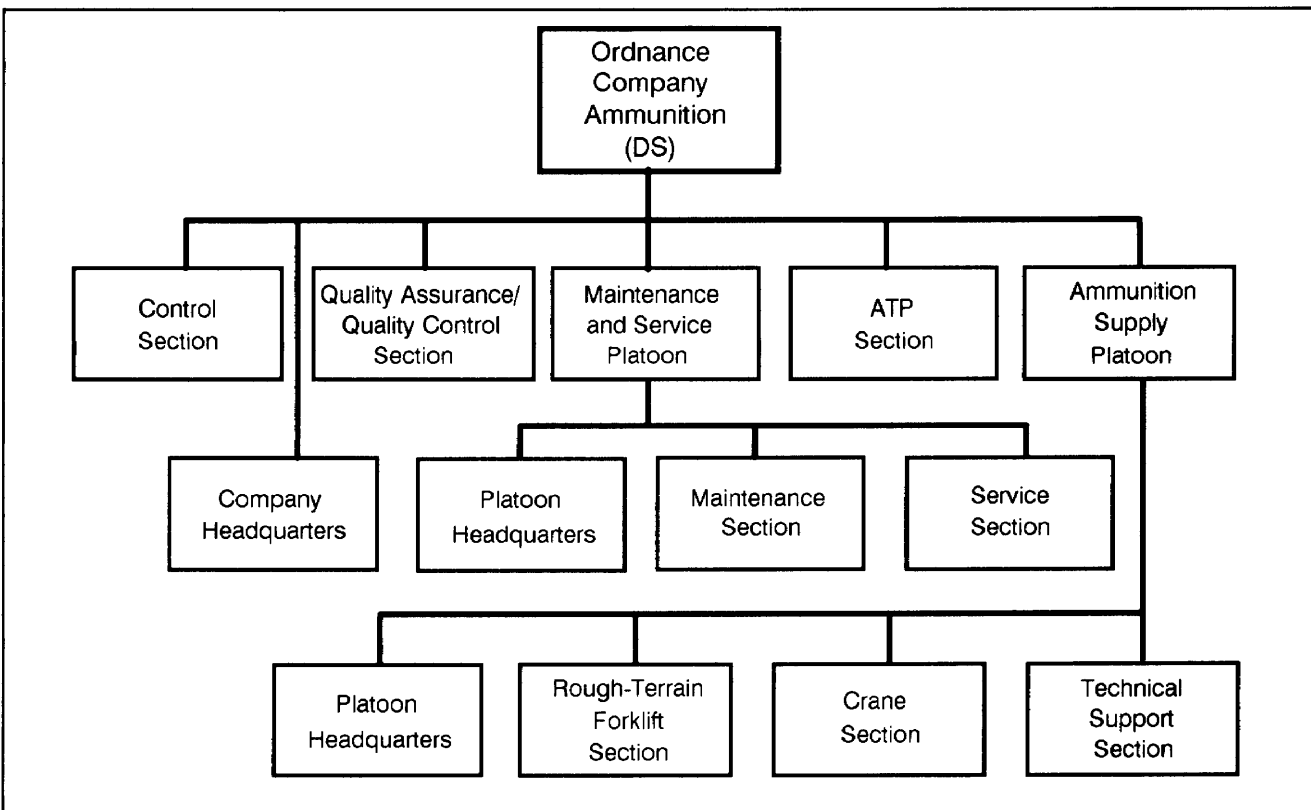 Ordnance
Company
Ammunition
(DS)
Control
Section
Quality Assurance/
Quality Control
Section
Maintenance
and Service
Platoon
ATP
Section
Ammunition
Supply
Platoon
Company
Headquarters
Platoon
Headquarters
Maintenance
Section
Service
Section
Platoon
Headquarters
Rough-Terrain
Forklift
Section
Crane
Section
Technical
Support
Section